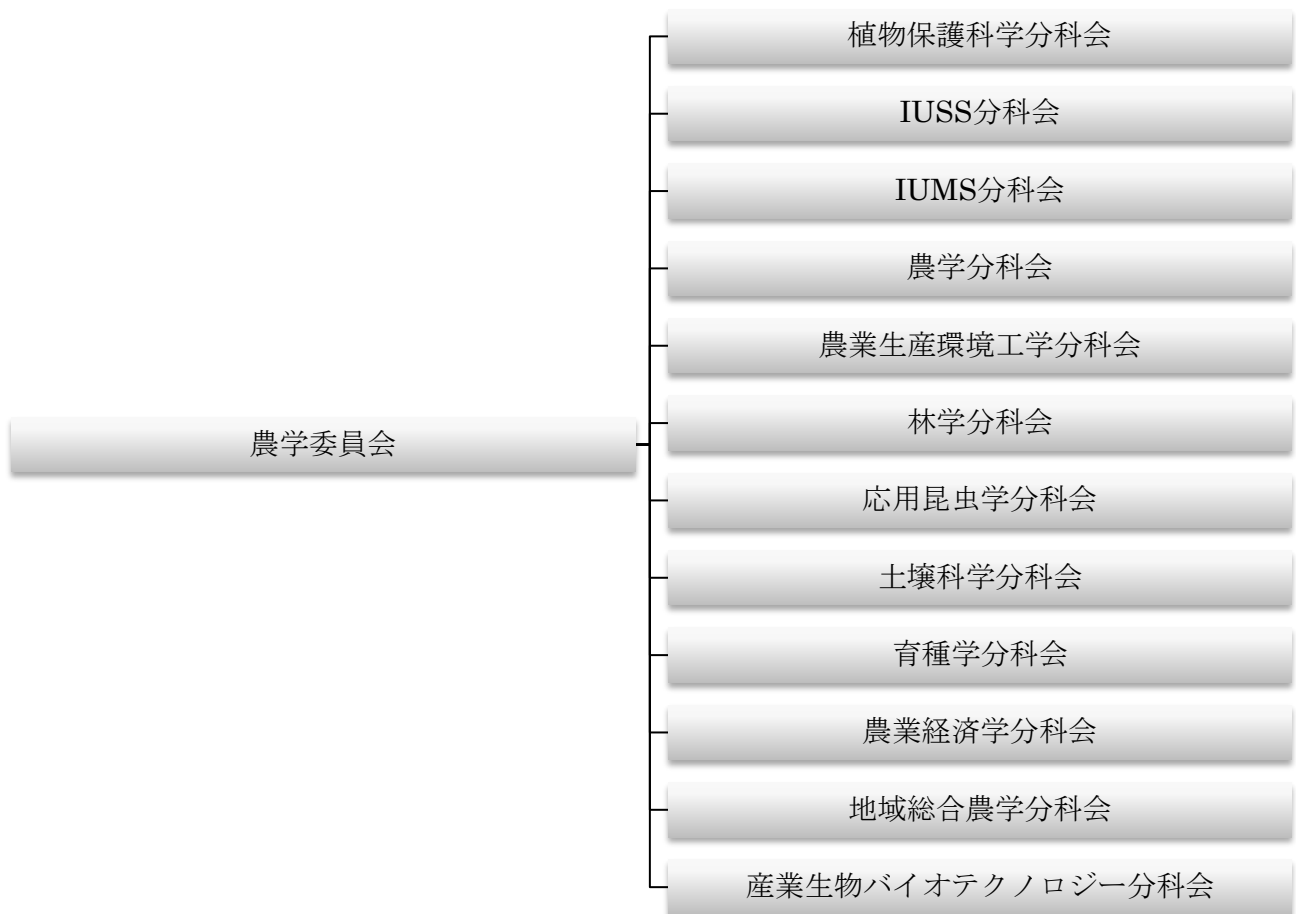 農学委員会
植物保護科学分科会
IUSS分科会
IUMS分科会
農学分科会
農業生産環境工学分科会
林学分科会
応用昆虫学分科会
土壌科学分科会
育種学分科会
農業経済学分科会
地域総合農学分科会
産業生物バイオテクノロジー分科会